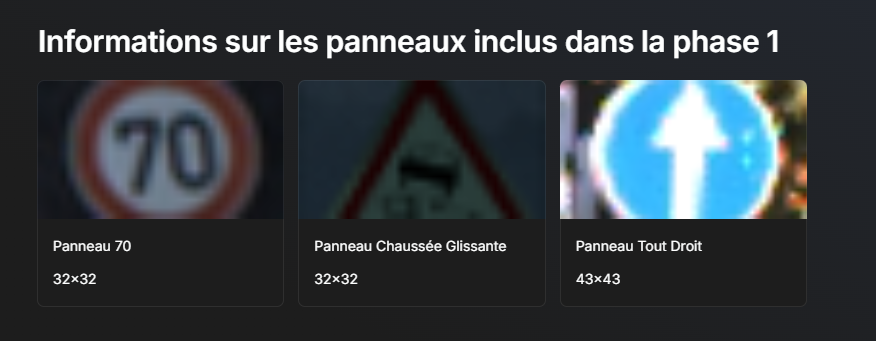 Informations sur les panneaux inclus dans la phase 1
70
Panneau 70
32×32
Panneau Chaussée Glissante
32×32
Panneau Tout Droit
43×43